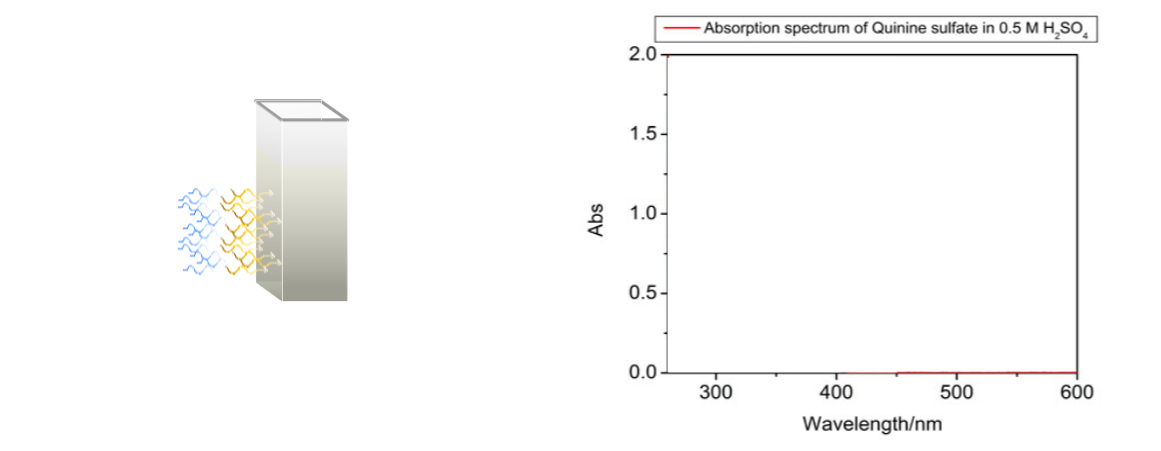 Absorption spectrum of Quinine sulfate in 0.5 M H₂SO₄
2.0
1.5
1.0
0.5
0.0
Abs
300 400 500 600
Wavelength/nm